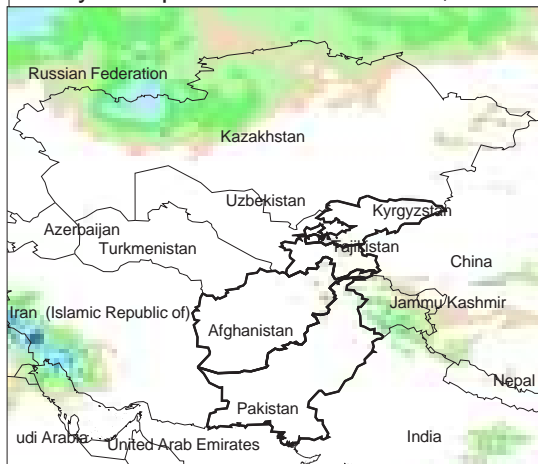 Russian Federation
Kazakhstan
Uzbekistan
Kyrgyzstan
Azerbaijan
Turkmenistan
Tajikistan
China
Iran (Islamic Republic of)
Jammu Kashmir
Afghanistan
Nepal
Pakistan
udi Arabia
United Arab Emirates
India